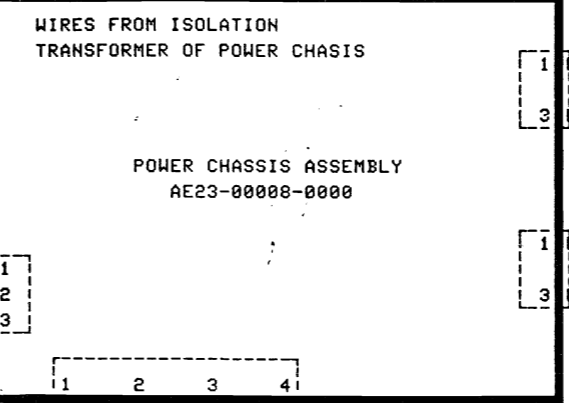 WIRES FROM ISOLATION
TRANSFORMER OF POWER CHASIS
1
3
POWER CHASSIS ASSEMBLY
AE23-00008-0000
1
3
1
2
3
1 2 3 4